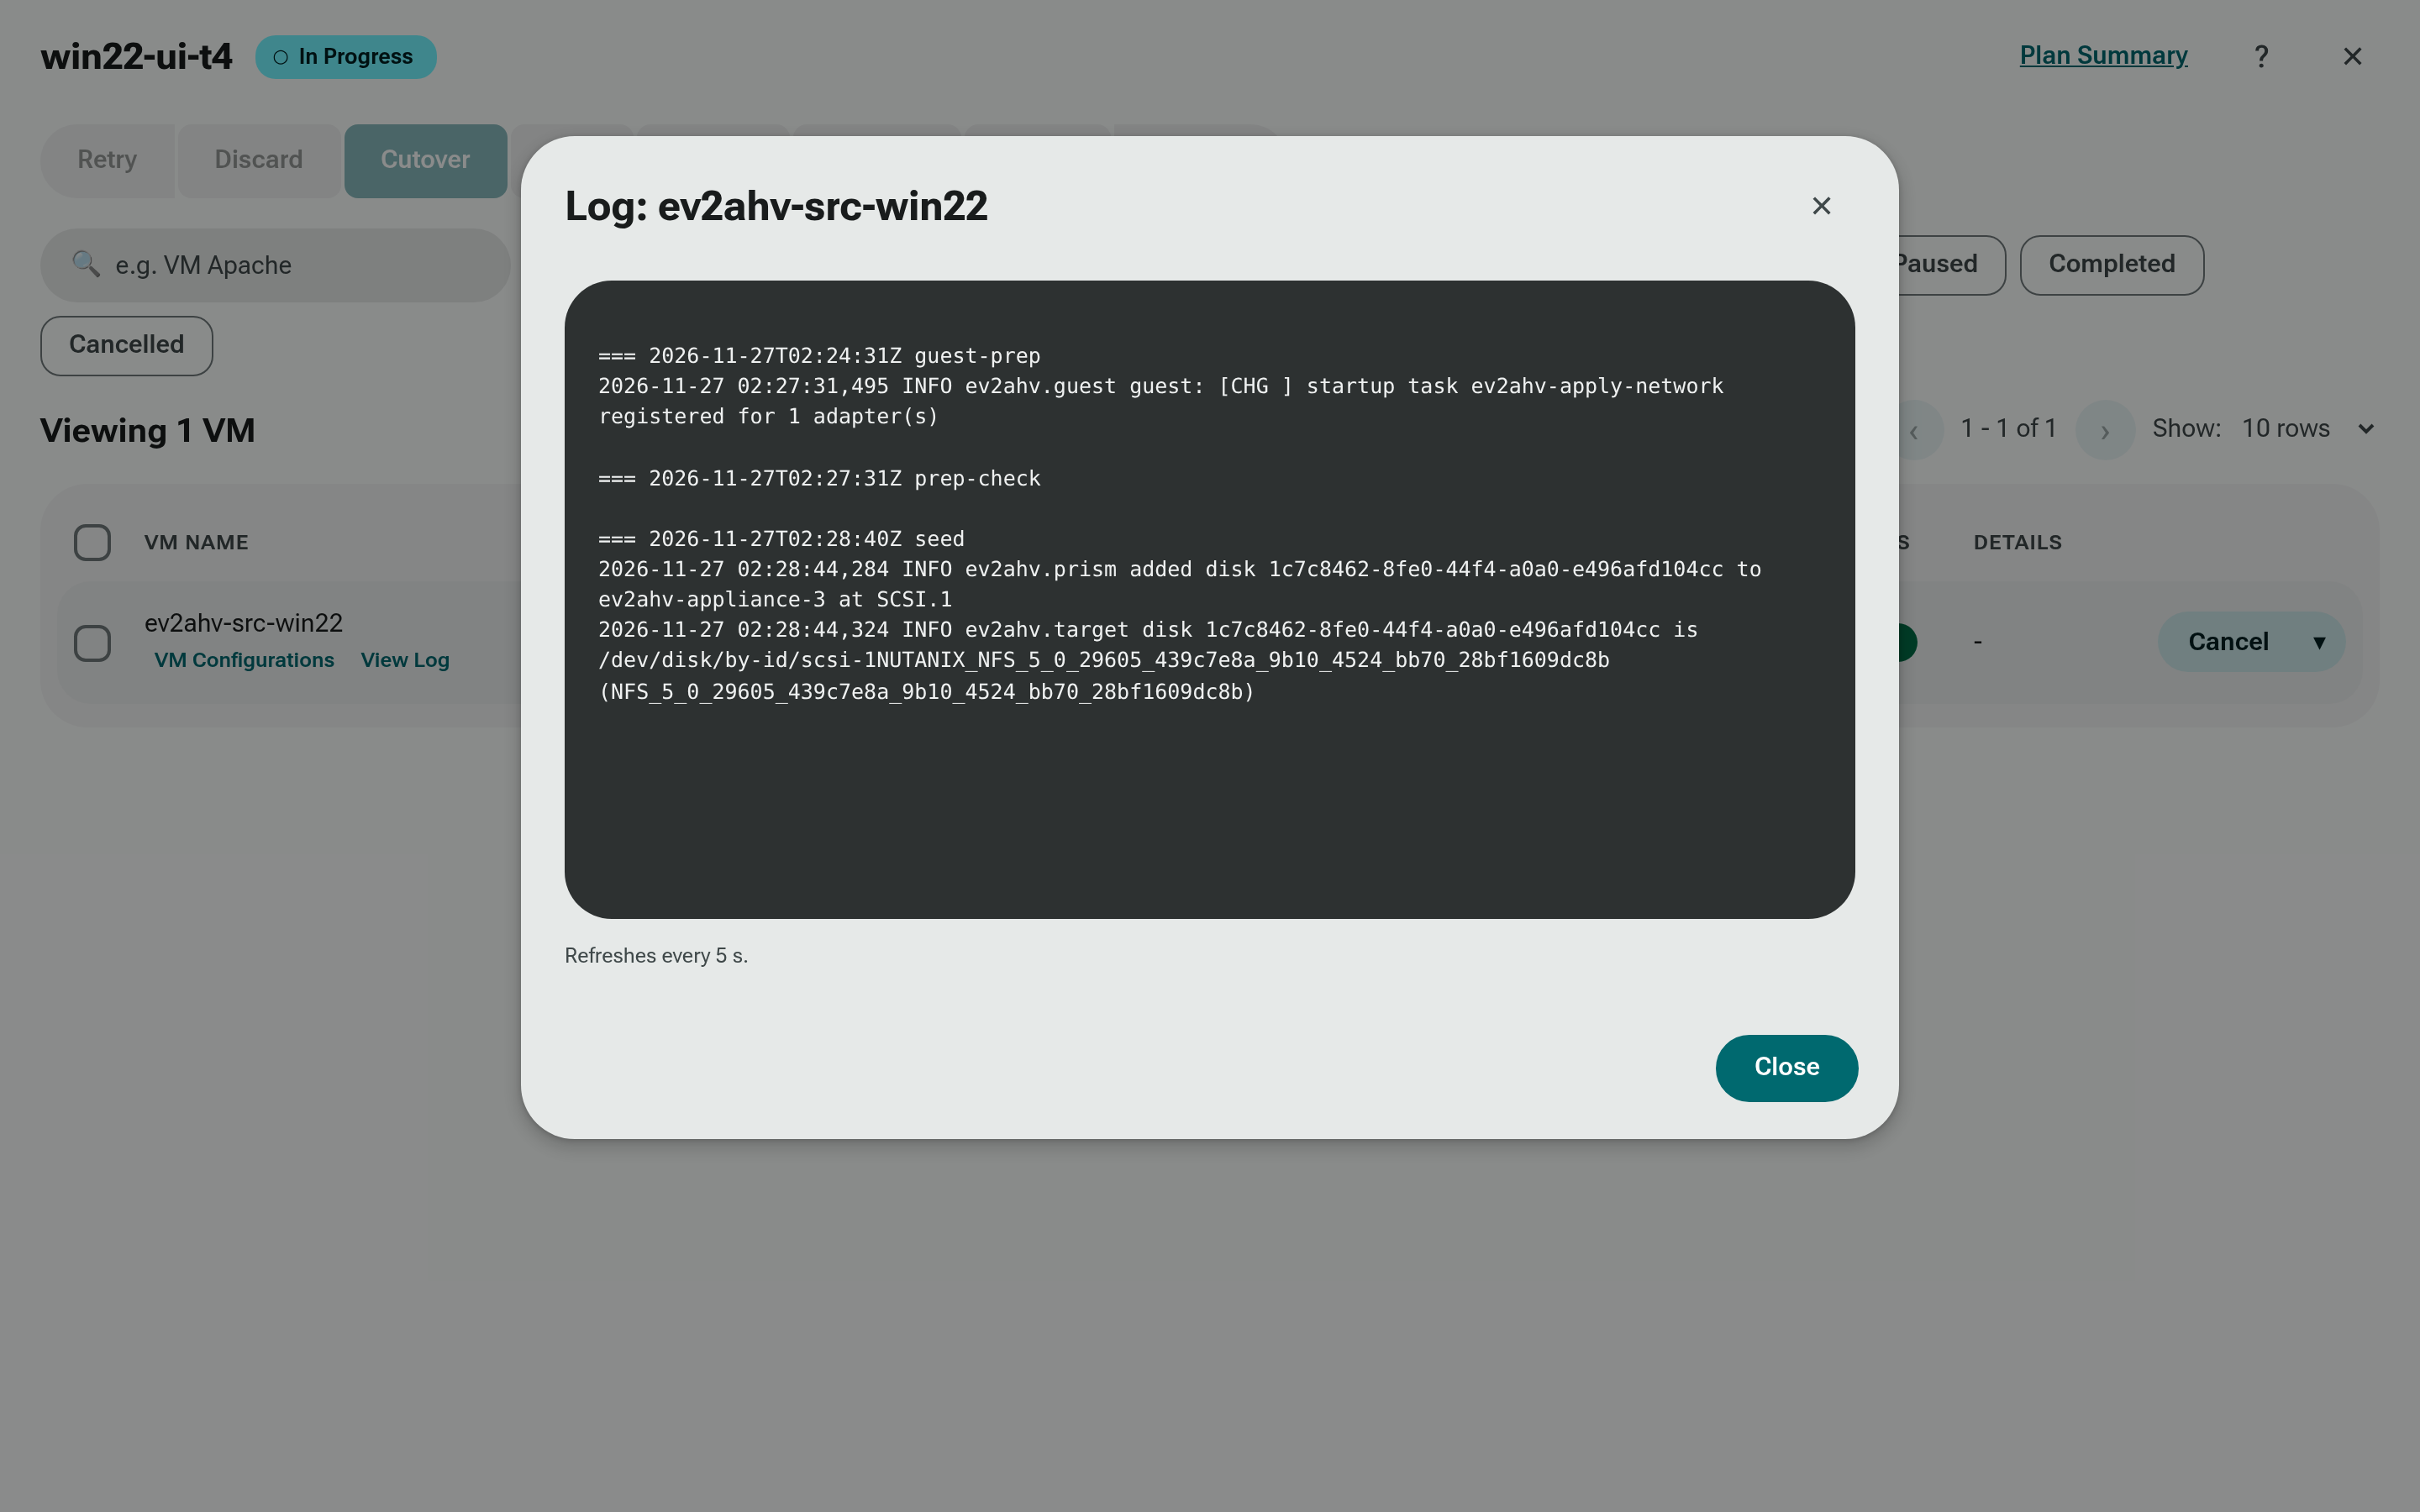 win22-ui-t4
In Progress
Plan Summary
?
Retry
Discard
Cutover
e.g. VM Apache
Paused
Completed
Cancelled
Viewing 1 VM
1 - 1 of 1
Show:
10 rows
VM NAME
S
DETAILS
ev2ahv-src-win22
VM Configurations
View Log
-
Cancel
Log: ev2ahv-src-win22
=== 2026-11-27T02:24:31Z guest-prep
2026-11-27 02:27:31,495 INFO ev2ahv.guest guest: [CHG ] startup task ev2ahv-apply-network
registered for 1 adapter(s)
=== 2026-11-27T02:27:31Z prep-check
=== 2026-11-27T02:28:40Z seed
2026-11-27 02:28:44,284 INFO ev2ahv.prism added disk 1c7c8462-8fe0-44f4-a0a0-e496afd104cc to
ev2ahv-appliance-3 at SCSI.1
2026-11-27 02:28:44,324 INFO ev2ahv.target disk 1c7c8462-8fe0-44f4-a0a0-e496afd104cc is
/dev/disk/by-id/scsi-1NUTANIX_NFS_5_0_29605_439c7e8a_9b10_4524_bb70_28bf1609dc8b
(NFS_5_0_29605_439c7e8a_9b10_4524_bb70_28bf1609dc8b)
Refreshes every 5 s.
Close